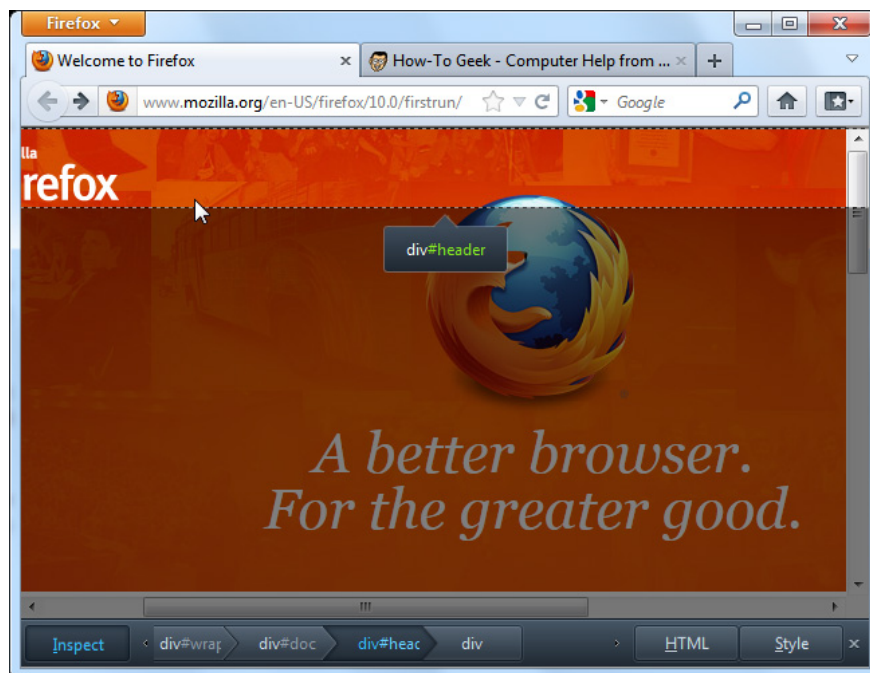 Firefox
Welcome to Firefox
How-To Geek - Computer Help from ...
www.mozilla.org/en-US/firefox/10.0/firstrun/
Google
lla
refox
div#header
A better browser.
For the greater good.
Inspect
div#wrap
div#doc
div#head
div
HTML
Style